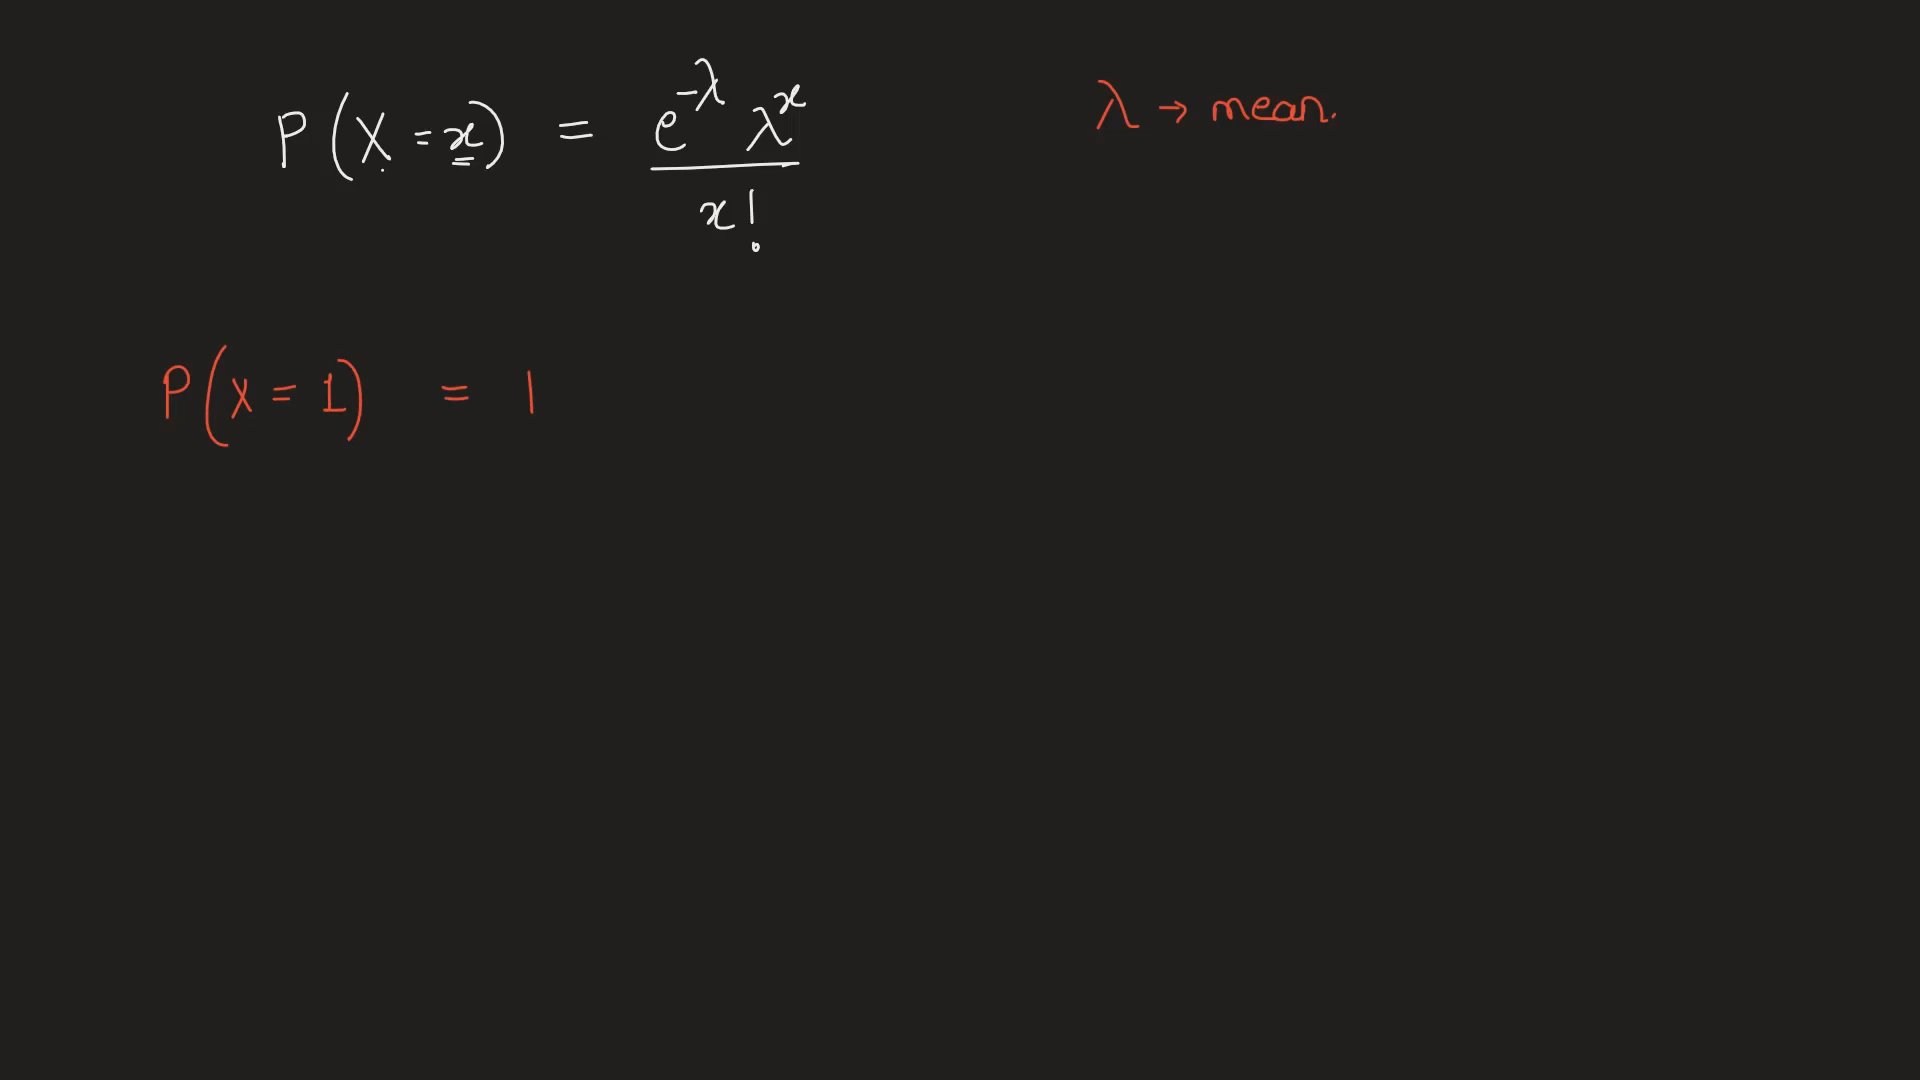 P(X = x) = e^{-λ} λ^x / x!
λ → mean.
P(X = 1) = 1